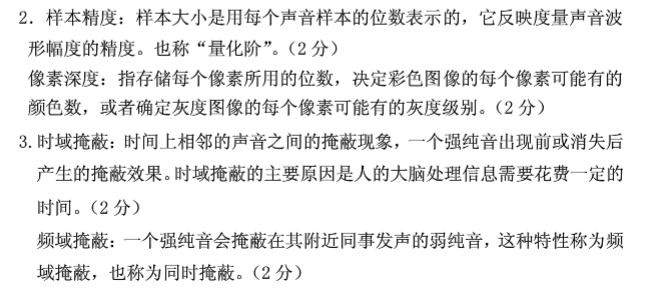 2．样本精度：样本大小是用每个声音样本的位数表示的，它反映度量声音波
形幅度的精度。也称“量化阶”。（2 分）
像素深度：指存储每个像素所用的位数，决定彩色图像的每个像素可能有的
颜色数，或者确定灰度图像的每个像素可能有的灰度级别。（2 分）
3.时域掩蔽：时间上相邻的声音之间的掩蔽现象，一个强纯音出现前或消失后
产生的掩蔽效果。时域掩蔽的主要原因是人的大脑处理信息需要花费一定的
时间。（2 分）
频域掩蔽：一个强纯音会掩蔽在其附近同事发声的弱纯音，这种特性称为频
域掩蔽，也称为同时掩蔽。（2 分）